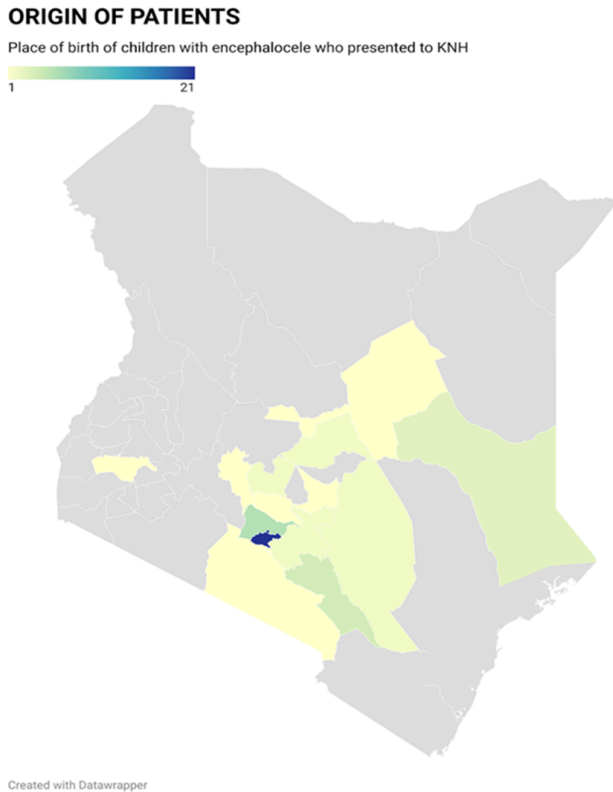 ORIGIN OF PATIENTS
Place of birth of children with encephalocele who presented to KNH
1 21
Created with Datawrapper